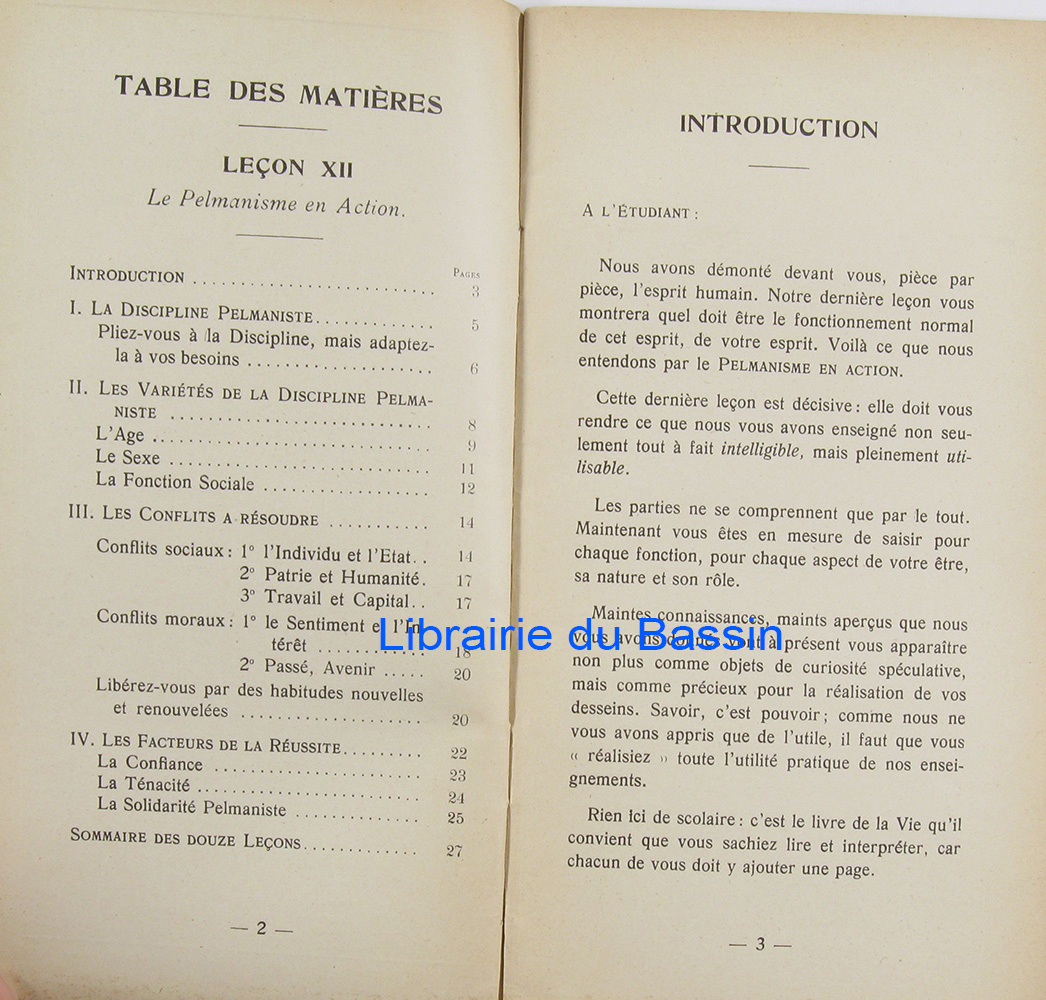 TABLE DES MATIÈRES
LEÇON XII
Le Pelmanisme en Action.
PAGES
INTRODUCTION .......................... 3
I. LA DISCIPLINE PELMANISTE............. 5
Pliez-vous à la Discipline, mais adaptez-
la à vos besoins .................... 6
II. LES VARIÉTÉS DE LA DISCIPLINE PELMA-
NISTE ............................ 8
L'Age .............................. 9
Le Sexe ............................ 11
La Fonction Sociale .................. 12
III. LES CONFLITS A RÉSOUDRE ........... 14
Conflits sociaux : 1° l'Individu et l'Etat.. 14
2° Patrie et Humanité. 17
3° Travail et Capital.. 17
Conflits moraux : 1° le Sentiment et l'In-
térêt ............ 18
2° Passé, Avenir ..... 20
Libérez-vous par des habitudes nouvelles
et renouvelées .................... 20
IV. LES FACTEURS DE LA RÉUSSITE......... 22
La Confiance ....................... 23
La Ténacité ......................... 24
La Solidarité Pelmaniste .............. 25
SOMMAIRE DES DOUZE LEÇONS............. 27
— 2 —
INTRODUCTION
A L'ÉTUDIANT :
Nous avons démonté devant vous, pièce par
pièce, l'esprit humain. Notre dernière leçon vous
montrera quel doit être le fonctionnement normal
de cet esprit, de votre esprit. Voilà ce que nous
entendons par le PELMANISME EN ACTION.
Cette dernière leçon est décisive : elle doit vous
rendre ce que nous vous avons enseigné non seu-
lement tout à fait intelligible, mais pleinement uti-
lisable.
Les parties ne se comprennent que par le tout.
Maintenant vous êtes en mesure de saisir pour
chaque fonction, pour chaque aspect de votre être,
sa nature et son rôle.
Maintes connaissances, maints aperçus que nous
vous avons donnés vont à présent vous apparaître
non plus comme objets de curiosité spéculative,
mais comme précieux pour la réalisation de vos
desseins. Savoir, c'est pouvoir ; comme nous ne
vous avons appris que de l'utile, il faut que vous
« réalisiez » toute l'utilité pratique de nos ensei-
gnements.
Rien ici de scolaire : c'est le livre de la Vie qu'il
convient que vous sachiez lire et interpréter, car
chacun de vous doit y ajouter une page.
— 3 —
Librairie du Bassin